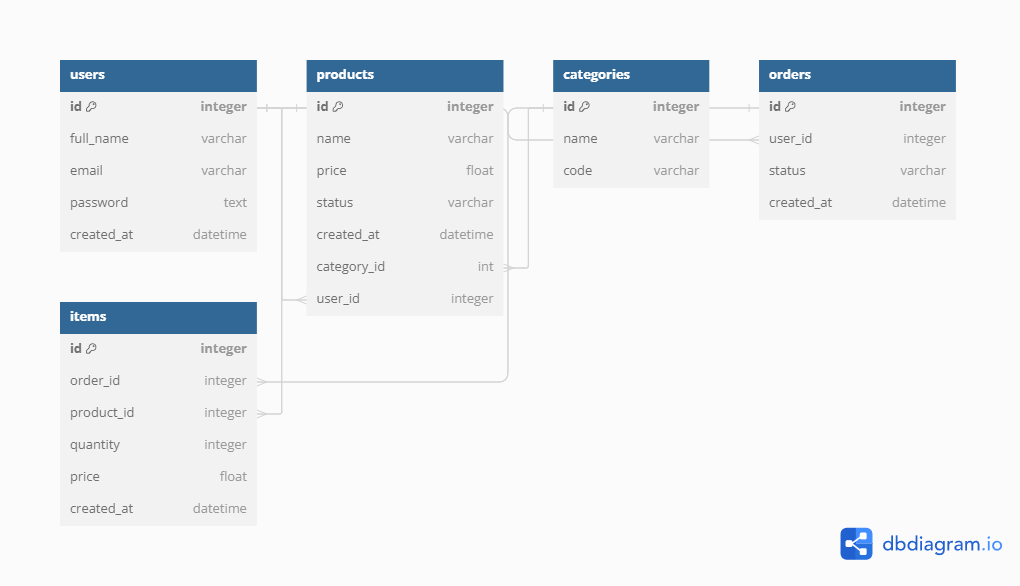 users
id integer
full_name varchar
email varchar
password text
created_at datetime
products
id integer
name varchar
price float
status varchar
created_at datetime
category_id int
user_id integer
categories
id integer
name varchar
code varchar
orders
id integer
user_id integer
status varchar
created_at datetime
items
id integer
order_id integer
product_id integer
quantity integer
price float
created_at datetime
dbdiagram.io